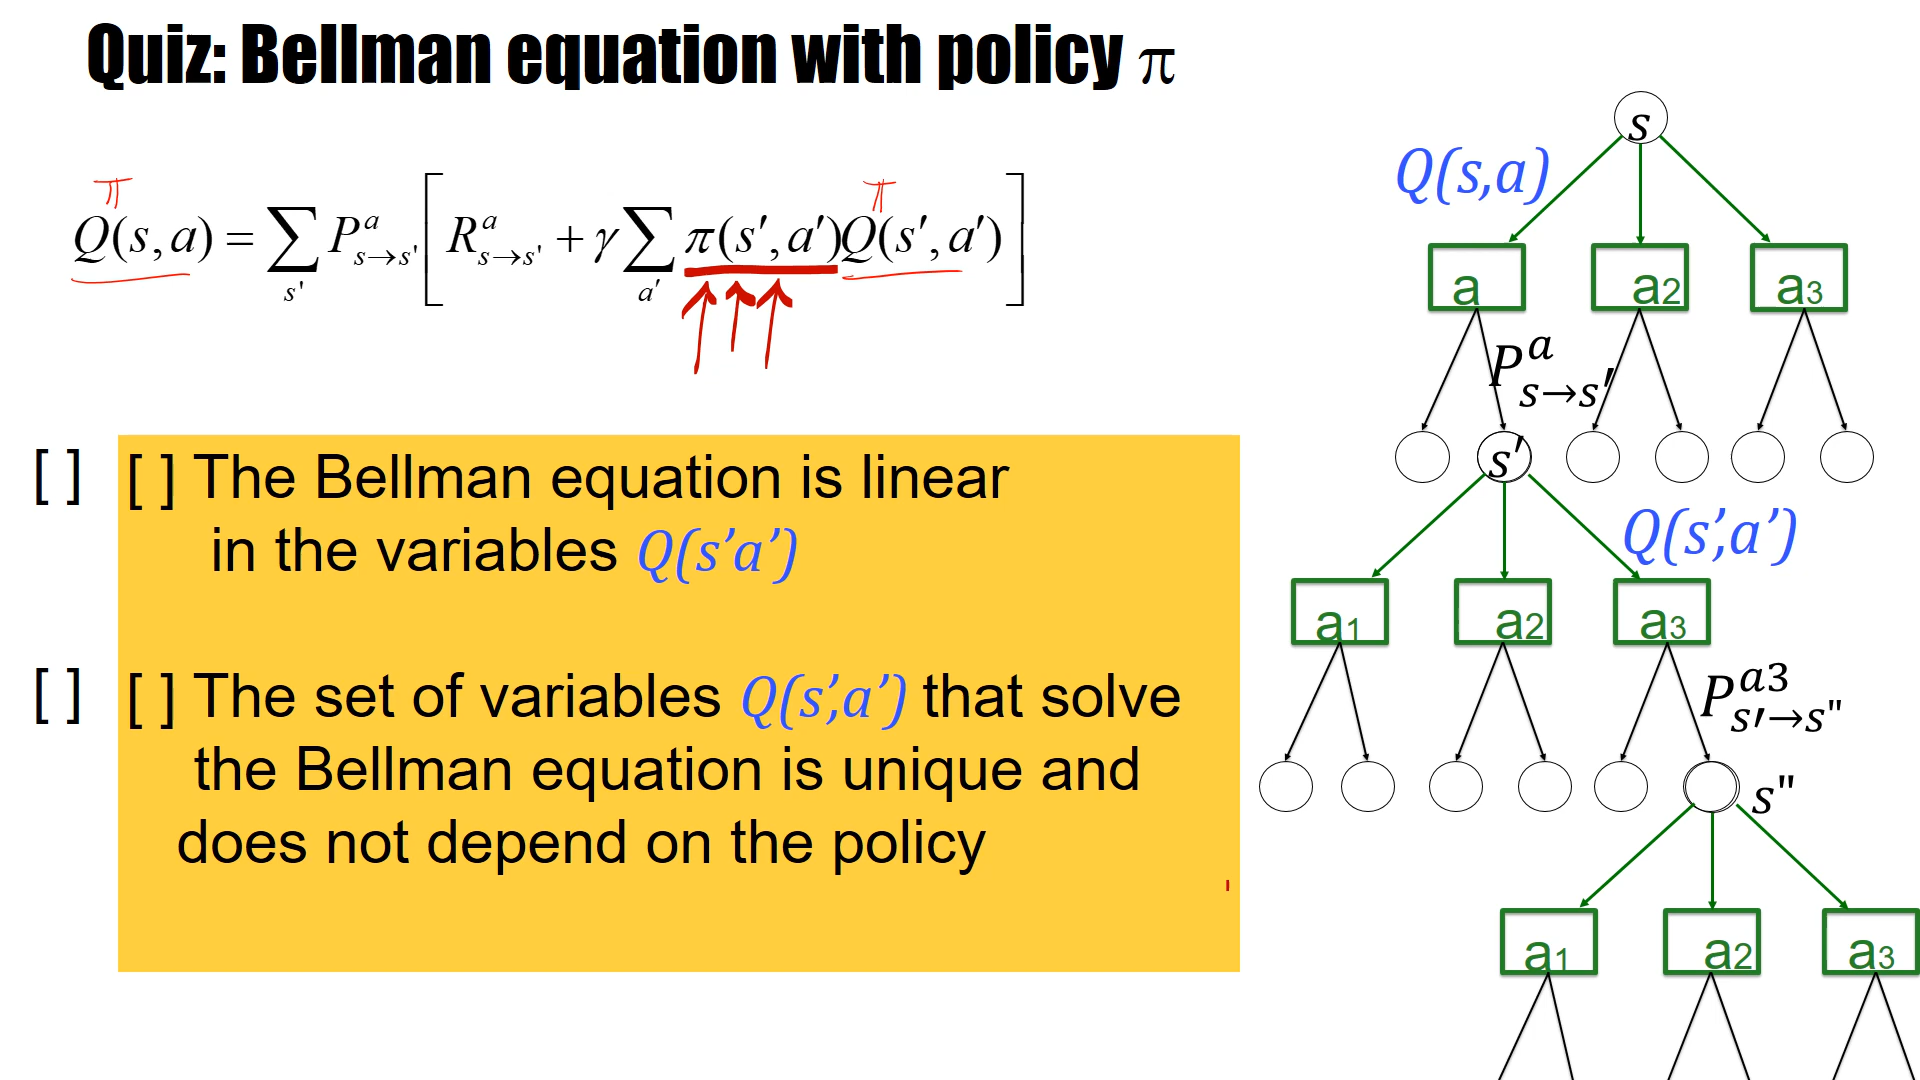 Quiz: Bellman equation with policy π
π π
Q(s, a) = ∑ s' P^a_{s→s'} [ R^a_{s→s'} + γ ∑ a' π(s', a')Q(s', a') ]
[ ] [ ] The Bellman equation is linear
in the variables Q(s’a’)
[ ] [ ] The set of variables Q(s’,a’) that solve
the Bellman equation is unique and
does not depend on the policy
s
Q(s,a)
a a2 a3
P^a_{s→s'}
s'
Q(s’,a’)
a1 a2 a3
P^{a3}_{s'→s"}
s"
a1 a2 a3